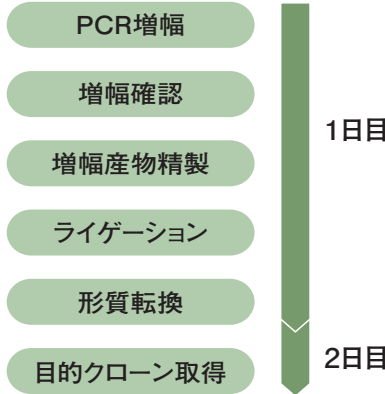 PCR増幅
増幅確認
1日目
増幅産物精製
ライゲーション
形質転換
2日目
目的クローン取得